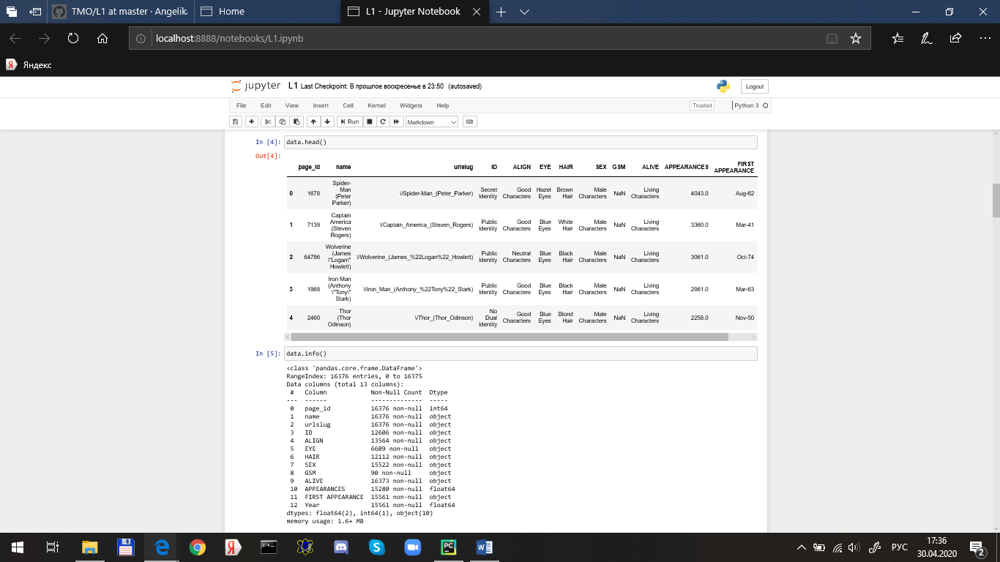 TMO/L1 at master · Angelik
Home
L1 - Jupyter Notebook
localhost:8888/notebooks/L1.ipynb
Яндекс
jupyter L1 Last Checkpoint: В прошлое воскресенье в 23:50 (autosaved)
Logout
File Edit View Insert Cell Kernel Widgets Help
Trusted
Python 3
Run
Markdown
In [4]: data.head()
Out[4]:
page_id name urlslug ID ALIGN EYE HAIR SEX GSM ALIVE APPEARANCES FIRST APPEARANCE
0 1678 Spider-Man (Peter Parker) \/Spider-Man_(Peter_Parker) Secret Identity Good Characters Hazel Eyes Brown Hair Male Characters NaN Living Characters 4043.0 Aug-62
1 7139 Captain America (Steven Rogers) \/Captain_America_(Steven_Rogers) Public Identity Good Characters Blue Eyes White Hair Male Characters NaN Living Characters 3360.0 Mar-41
2 64786 Wolverine (James \"Logan\" Howlett) \/Wolverine_(James_%22Logan%22_Howlett) Public Identity Neutral Characters Blue Eyes Black Hair Male Characters NaN Living Characters 3061.0 Oct-74
3 1868 Iron Man (Anthony \"Tony\" Stark) \/Iron_Man_(Anthony_%22Tony%22_Stark) Public Identity Good Characters Blue Eyes Black Hair Male Characters NaN Living Characters 2961.0 Mar-63
4 2460 Thor (Thor Odinson) \/Thor_(Thor_Odinson) No Dual Identity Good Characters Blue Eyes Blond Hair Male Characters NaN Living Characters 2258.0 Nov-50
In [5]: data.info()
<class 'pandas.core.frame.DataFrame'>
RangeIndex: 16376 entries, 0 to 16375
Data columns (total 13 columns):
# Column Non-Null Count Dtype
--- ------ -------------- -----
0 page_id 16376 non-null int64
1 name 16376 non-null object
2 urlslug 16376 non-null object
3 ID 12606 non-null object
4 ALIGN 13564 non-null object
5 EYE 6609 non-null object
6 HAIR 12112 non-null object
7 SEX 15522 non-null object
8 GSM 90 non-null object
9 ALIVE 16373 non-null object
10 APPEARANCES 15280 non-null float64
11 FIRST APPEARANCE 15561 non-null object
12 Year 15561 non-null float64
dtypes: float64(2), int64(1), object(10)
memory usage: 1.6+ MB
РУС
17:36
30.04.2020
2